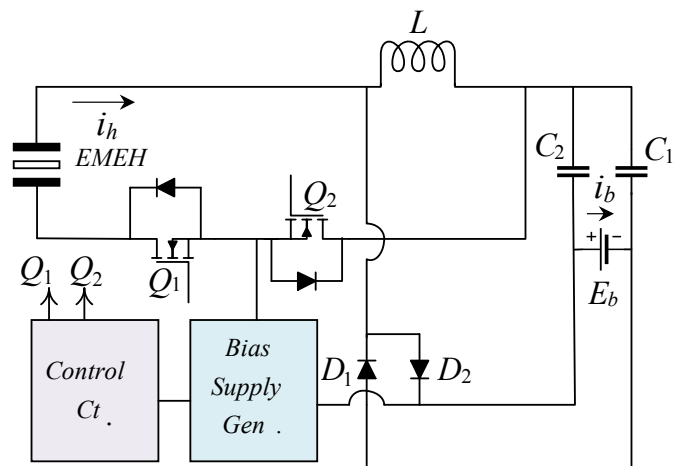 L
i_h
EMEH
C_2
C_1
Q_2
i_b
+ -
Q_1
E_b
Q_1 Q_2
Control
Ct .
Bias
Supply
Gen .
D_1
D_2